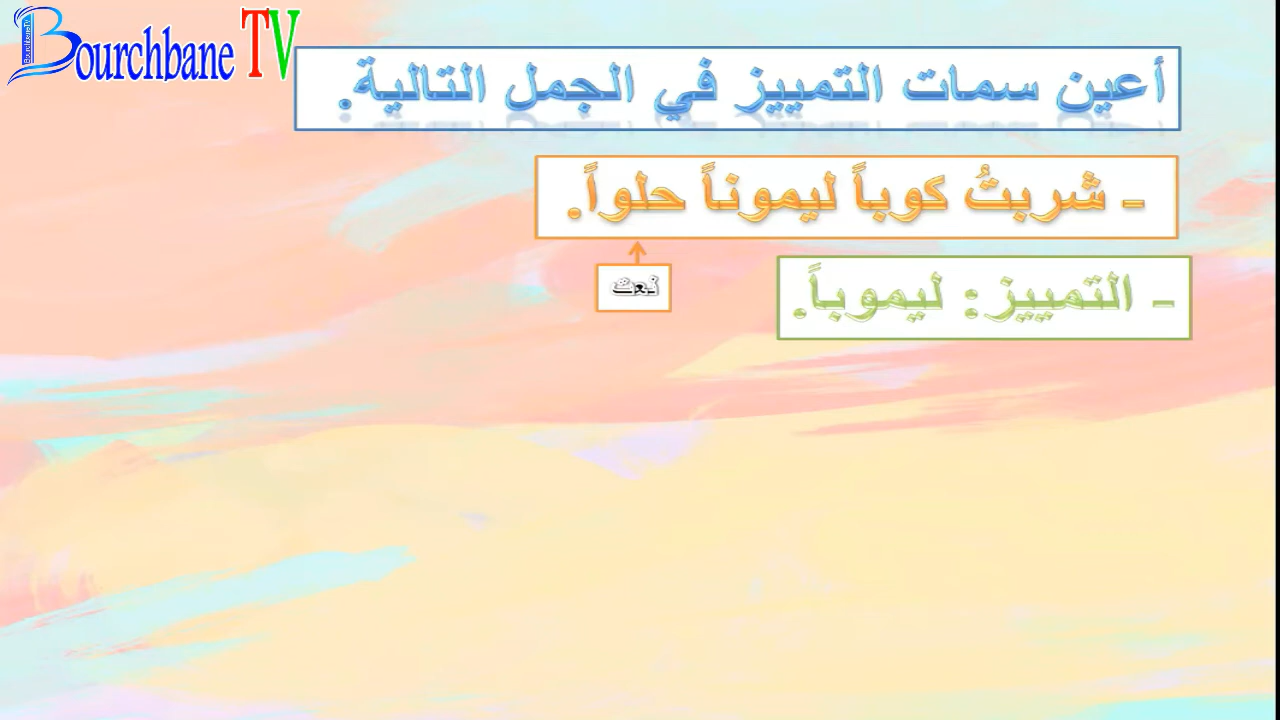 Bourchbane TV
أعين سمات التمييز في الجمل التالية.
- شربتُ كوباً ليموناً حلواً.
نعت
- التمييز: ليموباً.